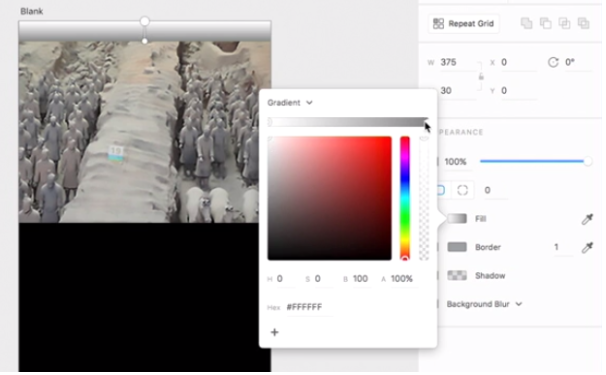 Blank
Repeat Grid
W 375 X 0 0°
30 Y 0
PEARANCE
100%
0
Fill
Border 1
Shadow
Background Blur
Gradient
H 0 S 0 B 100 A 100%
Hex #FFFFFF
+